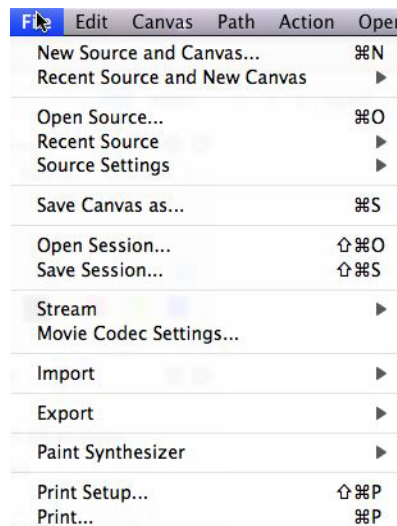 File Edit Canvas Path Action Oper
New Source and Canvas... ⌘N
Recent Source and New Canvas ▶
Open Source... ⌘O
Recent Source ▶
Source Settings ▶
Save Canvas as... ⌘S
Open Session... ⇧⌘O
Save Session... ⇧⌘S
Stream ▶
Movie Codec Settings...
Import ▶
Export ▶
Paint Synthesizer ▶
Print Setup... ⇧⌘P
Print... ⌘P